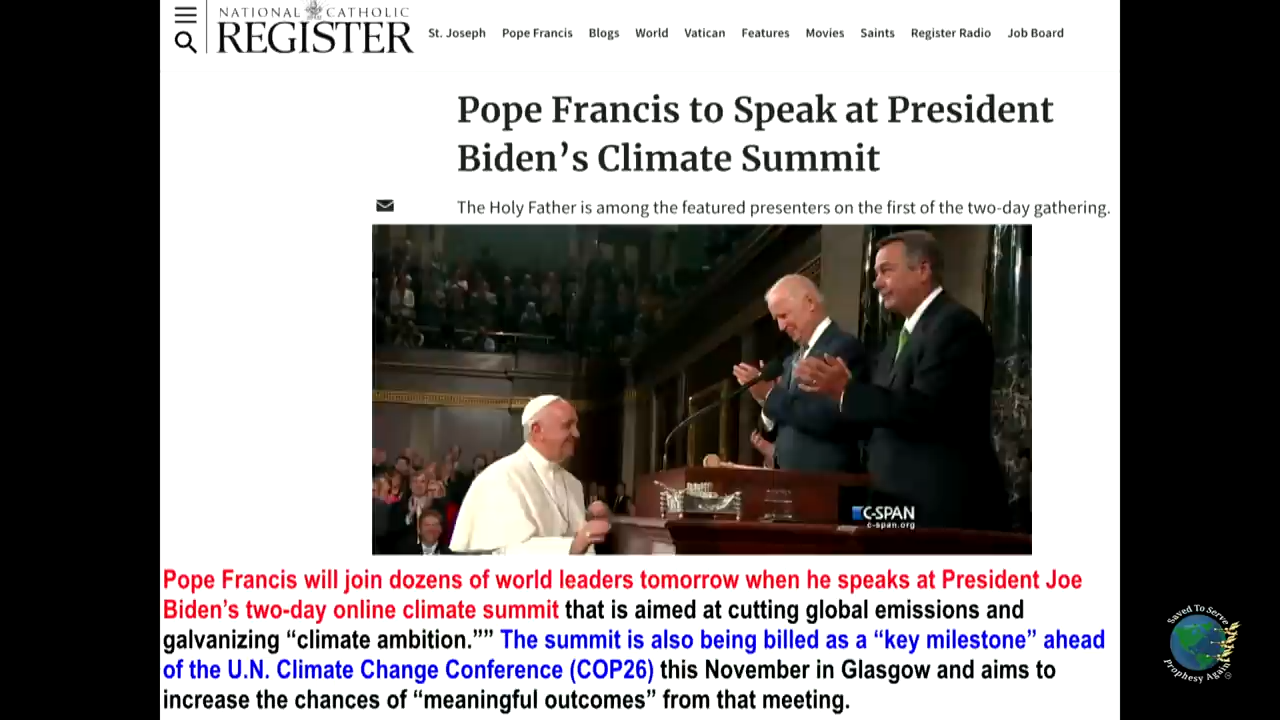 NATIONAL CATHOLIC
REGISTER
St. Joseph Pope Francis Blogs World Vatican Features Movies Saints Register Radio Job Board
Pope Francis to Speak at President
Biden’s Climate Summit
The Holy Father is among the featured presenters on the first of the two-day gathering.
C-SPAN
c-span.org
Pope Francis will join dozens of world leaders tomorrow when he speaks at President Joe
Biden’s two-day online climate summit that is aimed at cutting global emissions and
galvanizing “climate ambition.”” The summit is also being billed as a “key milestone” ahead
of the U.N. Climate Change Conference (COP26) this November in Glasgow and aims to
increase the chances of “meaningful outcomes” from that meeting.
Saved To Serve
Prophesy Again